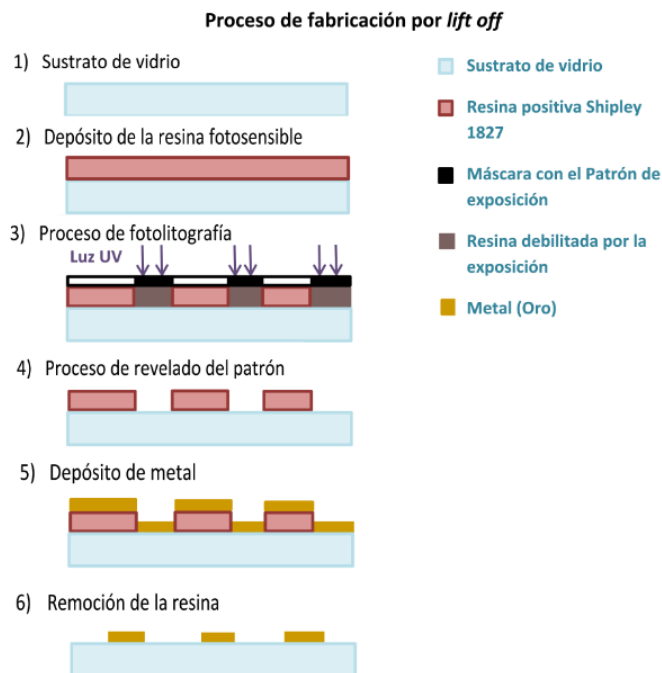 Proceso de fabricación por lift off
1) Sustrato de vidrio
2) Depósito de la resina fotosensible
3) Proceso de fotolitografía
Luz UV
4) Proceso de revelado del patrón
5) Depósito de metal
6) Remoción de la resina
Sustrato de vidrio
Resina positiva Shipley
1827
Máscara con el Patrón de
exposición
Resina debilitada por la
exposición
Metal (Oro)